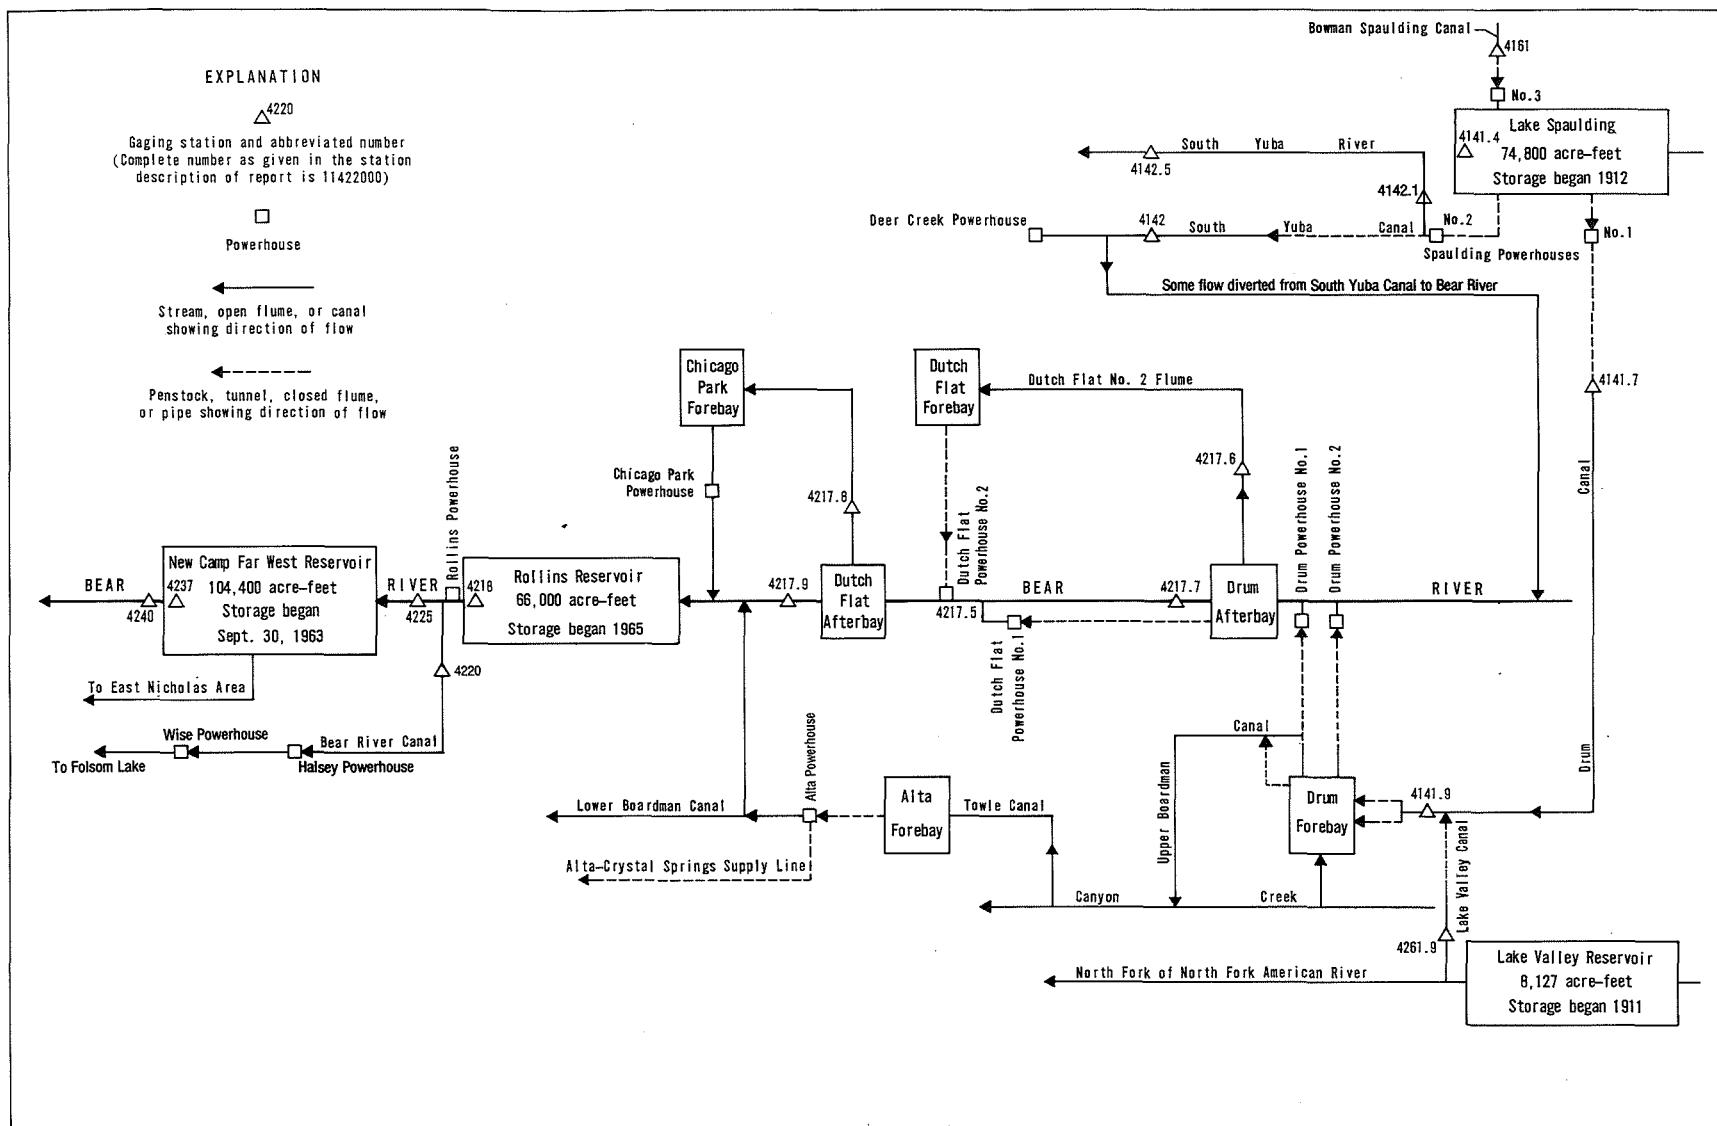 EXPLANATION
4220
Gaging station and abbreviated number
(Complete number as given in the station
description of report is 11422000)
Powerhouse
Stream, open flume, or canal
showing direction of flow
Penstock, tunnel, closed flume,
or pipe showing direction of flow
Bowman Spaulding Canal
4161
No.3
Lake Spaulding
4141.4
74,800 acre-feet
Storage began 1912
South Yuba River
4142.5
4142.1
Deer Creek Powerhouse
4142
South Yuba Canal
No.2
No.1
Spaulding Powerhouses
Some flow diverted from South Yuba Canal to Bear River
4141.7
Canal
Drum
Chicago
Park
Forebay
Dutch
Flat
Forebay
Dutch Flat No. 2 Flume
4217.6
Chicago Park
Powerhouse
4217.8
Dutch Flat
Powerhouse No.2
Drum Powerhouse No.1
Drum Powerhouse No.2
Rollins Powerhouse
New Camp Far West Reservoir
4237
104,400 acre-feet
Storage began
Sept. 30, 1963
BEAR
4240
RIVER
4225
4218
Rollins Reservoir
66,000 acre-feet
Storage began 1965
4217.9
Dutch
Flat
Afterbay
4217.5
BEAR
4217.7
Drum
Afterbay
RIVER
Dutch Flat
Powerhouse No.1
4220
To East Nicholas Area
Wise Powerhouse
Bear River Canal
To Folsom Lake
Halsey Powerhouse
Lower Boardman Canal
Alta Powerhouse
Alta
Forebay
Towle Canal
Alta-Crystal Springs Supply Line
Canal
Upper Boardman
Drum
Forebay
4141.9
Lake Valley Canal
Canyon Creek
4261.9
North Fork of North Fork American River
Lake Valley Reservoir
8,127 acre-feet
Storage began 1911